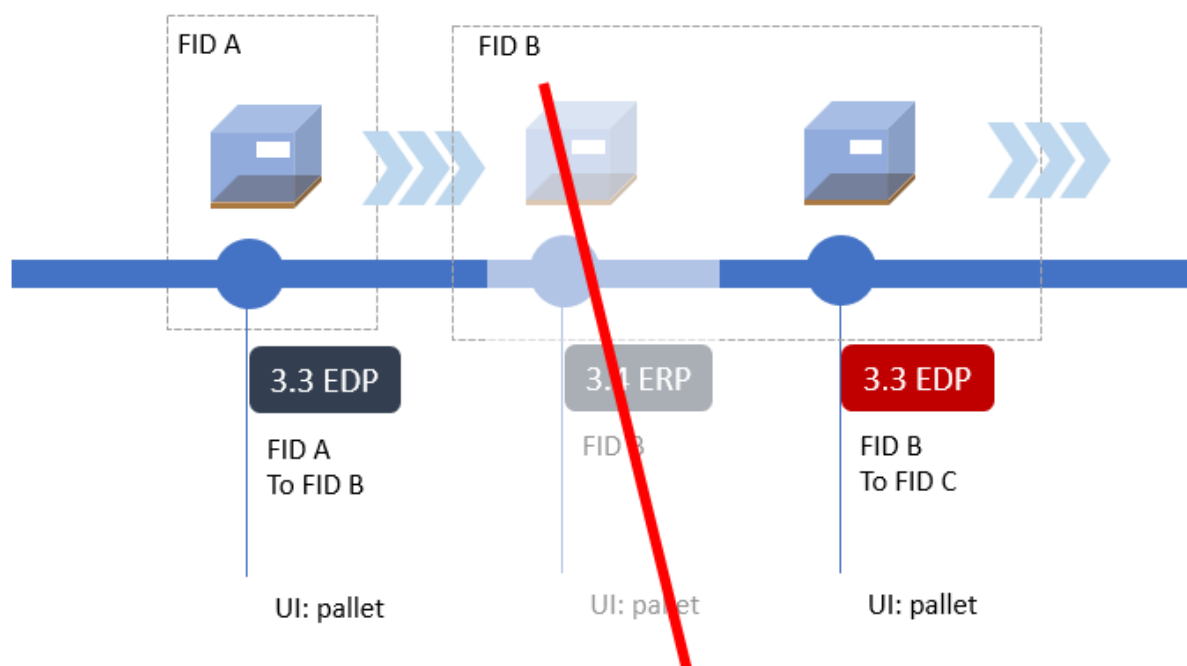 FID A
FID B
3.3 EDP
3.4 ERP
3.3 EDP
FID A
To FID B
FID B
FID B
To FID C
UI: pallet
UI: pallet
UI: pallet